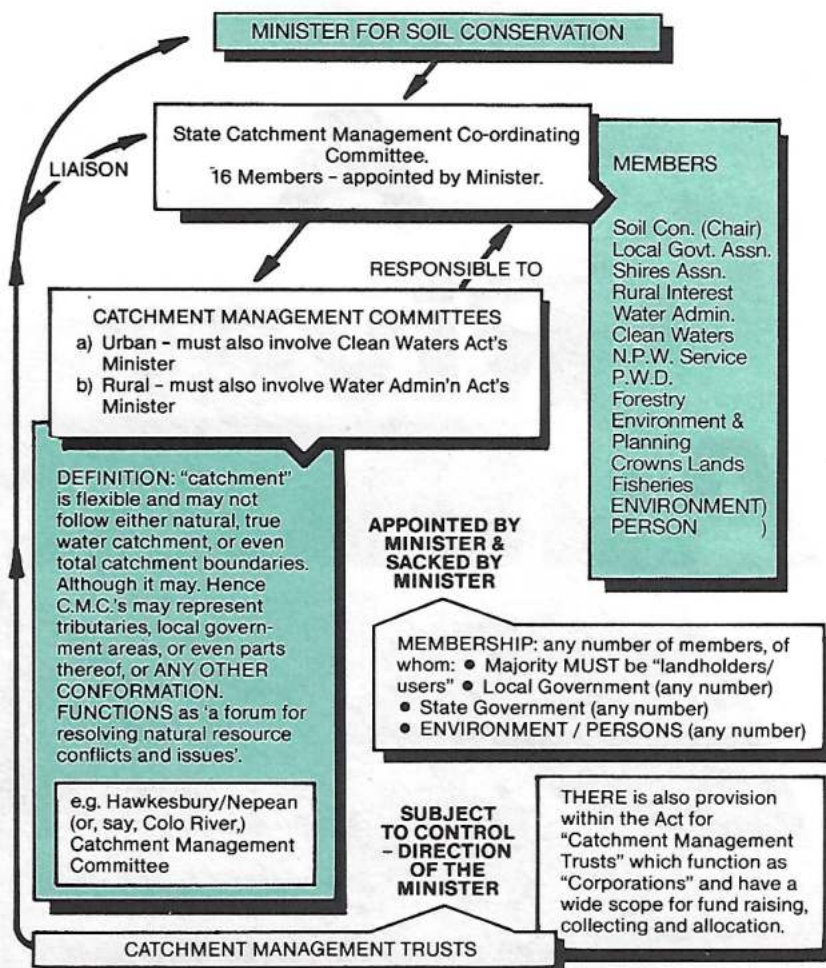 MINISTER FOR SOIL CONSERVATION
State Catchment Management Co-ordinating
Committee.
16 Members – appointed by Minister.
LIAISON
MEMBERS
Soil Con. (Chair)
Local Govt. Assn.
Shires Assn.
Rural Interest
Water Admin.
Clean Waters
N.P.W. Service
P.W.D.
Forestry
Environment &
Planning
Crowns Lands
Fisheries
ENVIRONMENT)
PERSON )
RESPONSIBLE TO
CATCHMENT MANAGEMENT COMMITTEES
a) Urban – must also involve Clean Waters Act's
Minister
b) Rural – must also involve Water Admin'n Act's
Minister
DEFINITION: "catchment"
is flexible and may not
follow either natural, true
water catchment, or even
total catchment boundaries.
Although it may. Hence
C.M.C.'s may represent
tributaries, local govern-
ment areas, or even parts
thereof, or ANY OTHER
CONFORMATION.
FUNCTIONS as 'a forum for
resolving natural resource
conflicts and issues'.
e.g. Hawkesbury/Nepean
(or, say, Colo River,)
Catchment Management
Committee
APPOINTED BY
MINISTER &
SACKED BY
MINISTER
MEMBERSHIP: any number of members, of
whom: ● Majority MUST be "landholders/
users" ● Local Government (any number)
● State Government (any number)
● ENVIRONMENT / PERSONS (any number)
SUBJECT
TO CONTROL
– DIRECTION
OF THE
MINISTER
THERE is also provision
within the Act for
"Catchment Management
Trusts" which function as
"Corporations" and have a
wide scope for fund raising,
collecting and allocation.
CATCHMENT MANAGEMENT TRUSTS